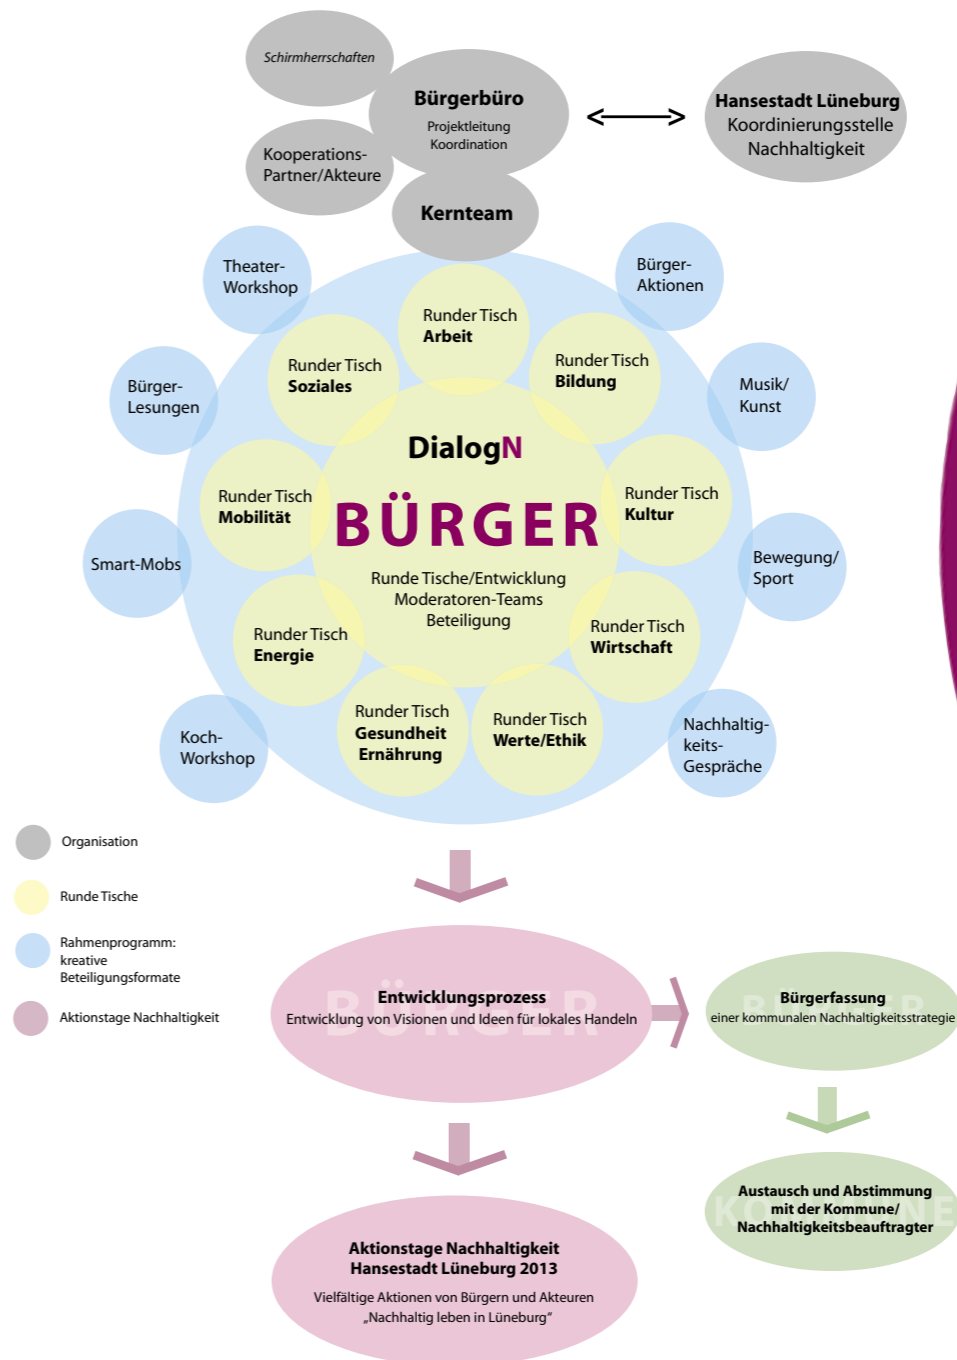 Schirmherrschaften
Bürgerbüro
Projektleitung
Koordination
Hansestadt Lüneburg
Koordinierungsstelle
Nachhaltigkeit
Kooperations-
Partner/Akteure
Kernteam
Theater-
Workshop
Bürger-
Aktionen
Runder Tisch
Arbeit
Runder Tisch
Soziales
Runder Tisch
Bildung
Bürger-
Lesungen
Musik/
Kunst
DialogN
BÜRGER
Runde Tische/Entwicklung
Moderatoren-Teams
Beteiligung
Runder Tisch
Mobilität
Runder Tisch
Kultur
Smart-Mobs
Bewegung/
Sport
Runder Tisch
Energie
Runder Tisch
Wirtschaft
Runder Tisch
Gesundheit
Ernährung
Runder Tisch
Werte/Ethik
Koch-
Workshop
Nachhaltig-
keits-
Gespräche
Organisation
Runde Tische
Rahmenprogramm:
kreative
Beteiligungsformate
Aktionstage Nachhaltigkeit
BÜRGER
Entwicklungsprozess
Entwicklung von Visionen und Ideen für lokales Handeln
BÜRGER
Bürgerfassung
einer kommunalen Nachhaltigkeitsstrategie
KOMMUNE
Austausch und Abstimmung
mit der Kommune/
Nachhaltigkeitsbeauftragter
Aktionstage Nachhaltigkeit
Hansestadt Lüneburg 2013
Vielfältige Aktionen von Bürgern und Akteuren
„Nachhaltig leben in Lüneburg“